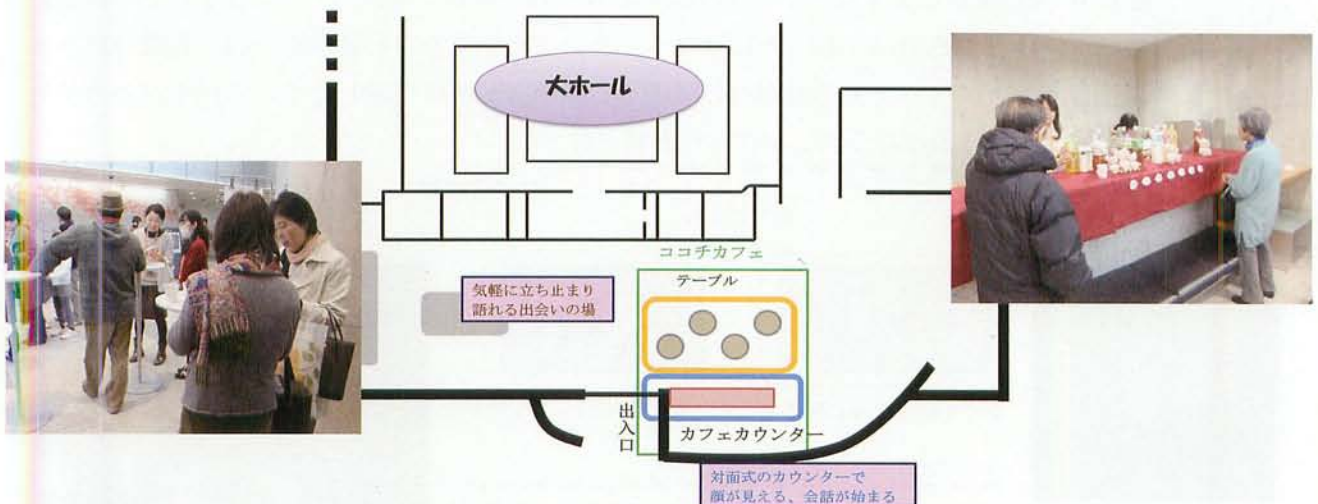 大ホール
ココチカフェ
テーブル
気軽に立ち止まり
語れる出会いの場
出入口
カフェカウンター
対面式のカウンターで
顔が見える、会話が始まる